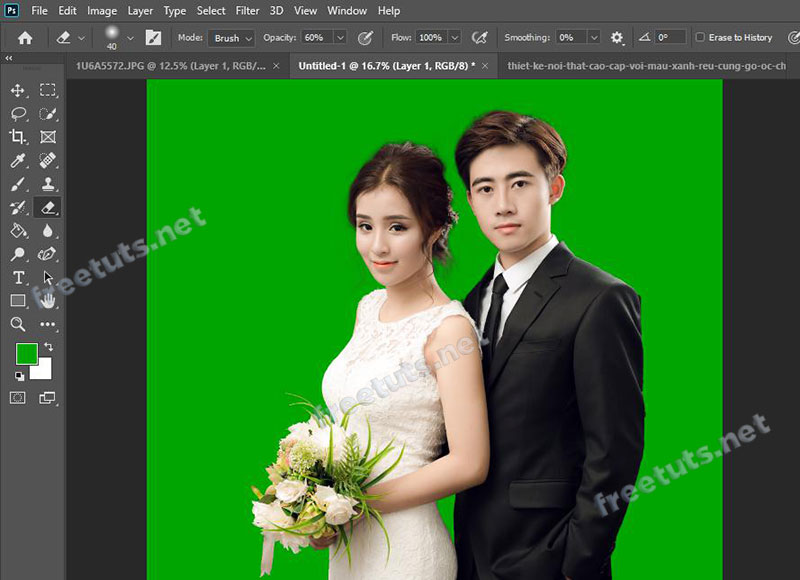 Ps File Edit Image Layer Type Select Filter 3D View Window Help
40 Mode: Brush Opacity: 60% Flow: 100% Smoothing: 0% 0° Erase to History
1U6A5572.JPG @ 12.5% (Layer 1, RGB/... × Untitled-1 @ 16.7% (Layer 1, RGB/8) * × thiet-ke-noi-that-cao-cap-voi-mau-xanh-reu-cung-go-oc-ch
freetuts.net
freetuts.net
freetuts.net